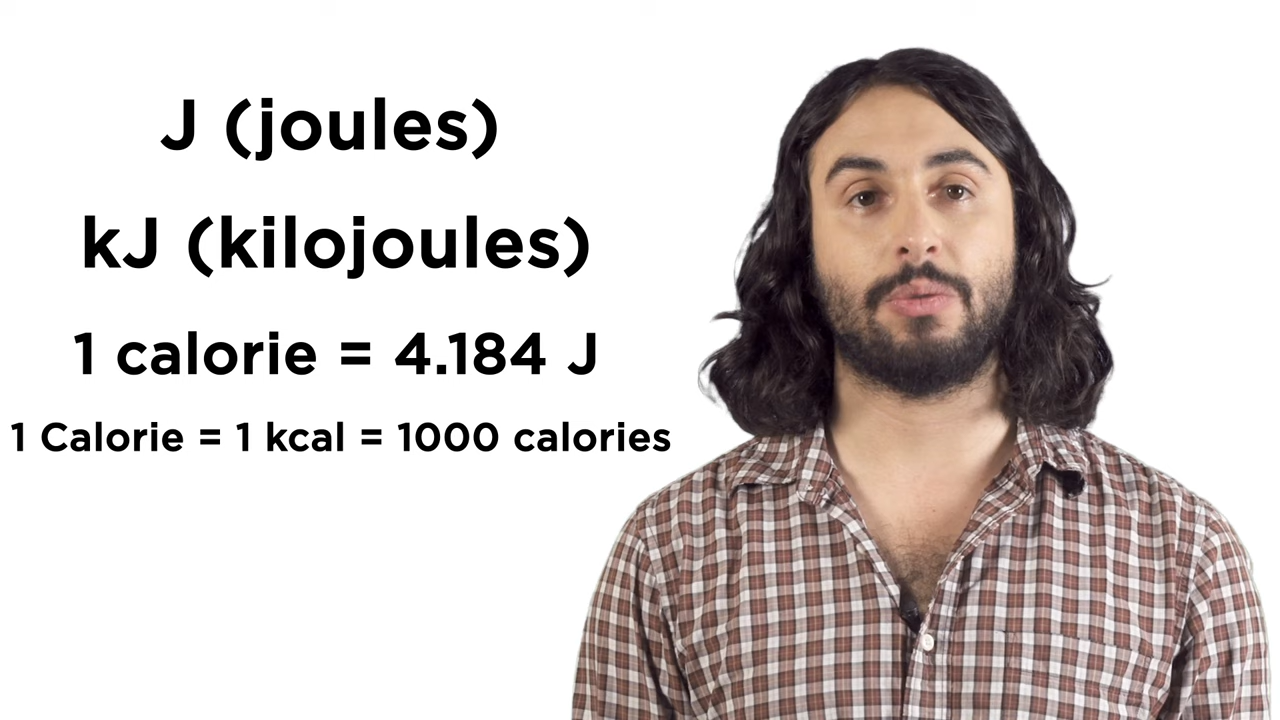 J (joules)
kJ (kilojoules)
1 calorie = 4.184 J
1 Calorie = 1 kcal = 1000 calories